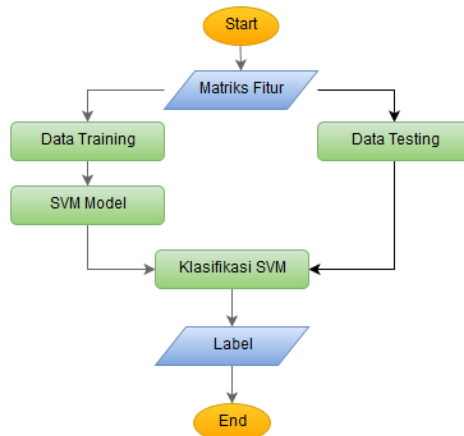 Start
Matriks Fitur
Data Training
Data Testing
SVM Model
Klasifikasi SVM
Label
End